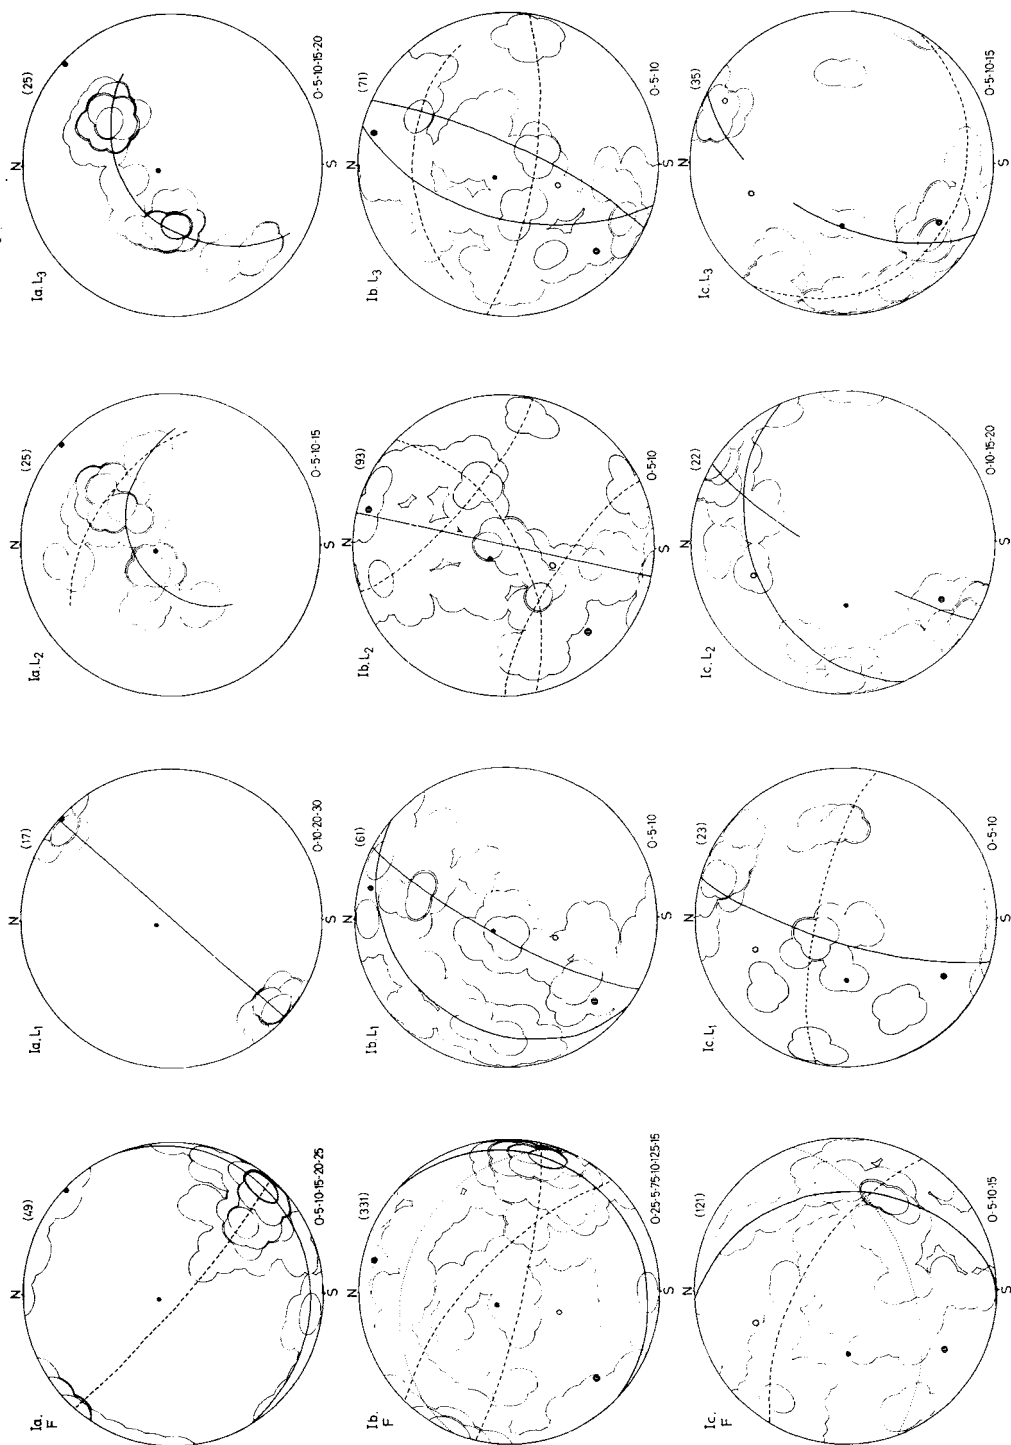 Ia.
F
(49)
N
S
0·5·10·15·20·25
Ia.L₁
(17)
N
S
0·10·20·30
Ia.L₂
(25)
N
S
0·5·10·15
Ia.L₃
(25)
N
S
0·5·10·15·20
Ib.
F
(331)
N
S
0·2.5·5·7.5·10·12.5·15
Ib.L₁
(61)
N
S
0·5·10
Ib.L₂
(93)
N
S
0·5·10
Ib.L₃
(71)
N
S
0·5·10
Ic.
F
(121)
N
S
0·5·10·15
Ic.L₁
(23)
N
S
0·5·10
Ic.L₂
(22)
N
S
0·10·15·20
Ic.L₃
(35)
N
S
0·5·10·15